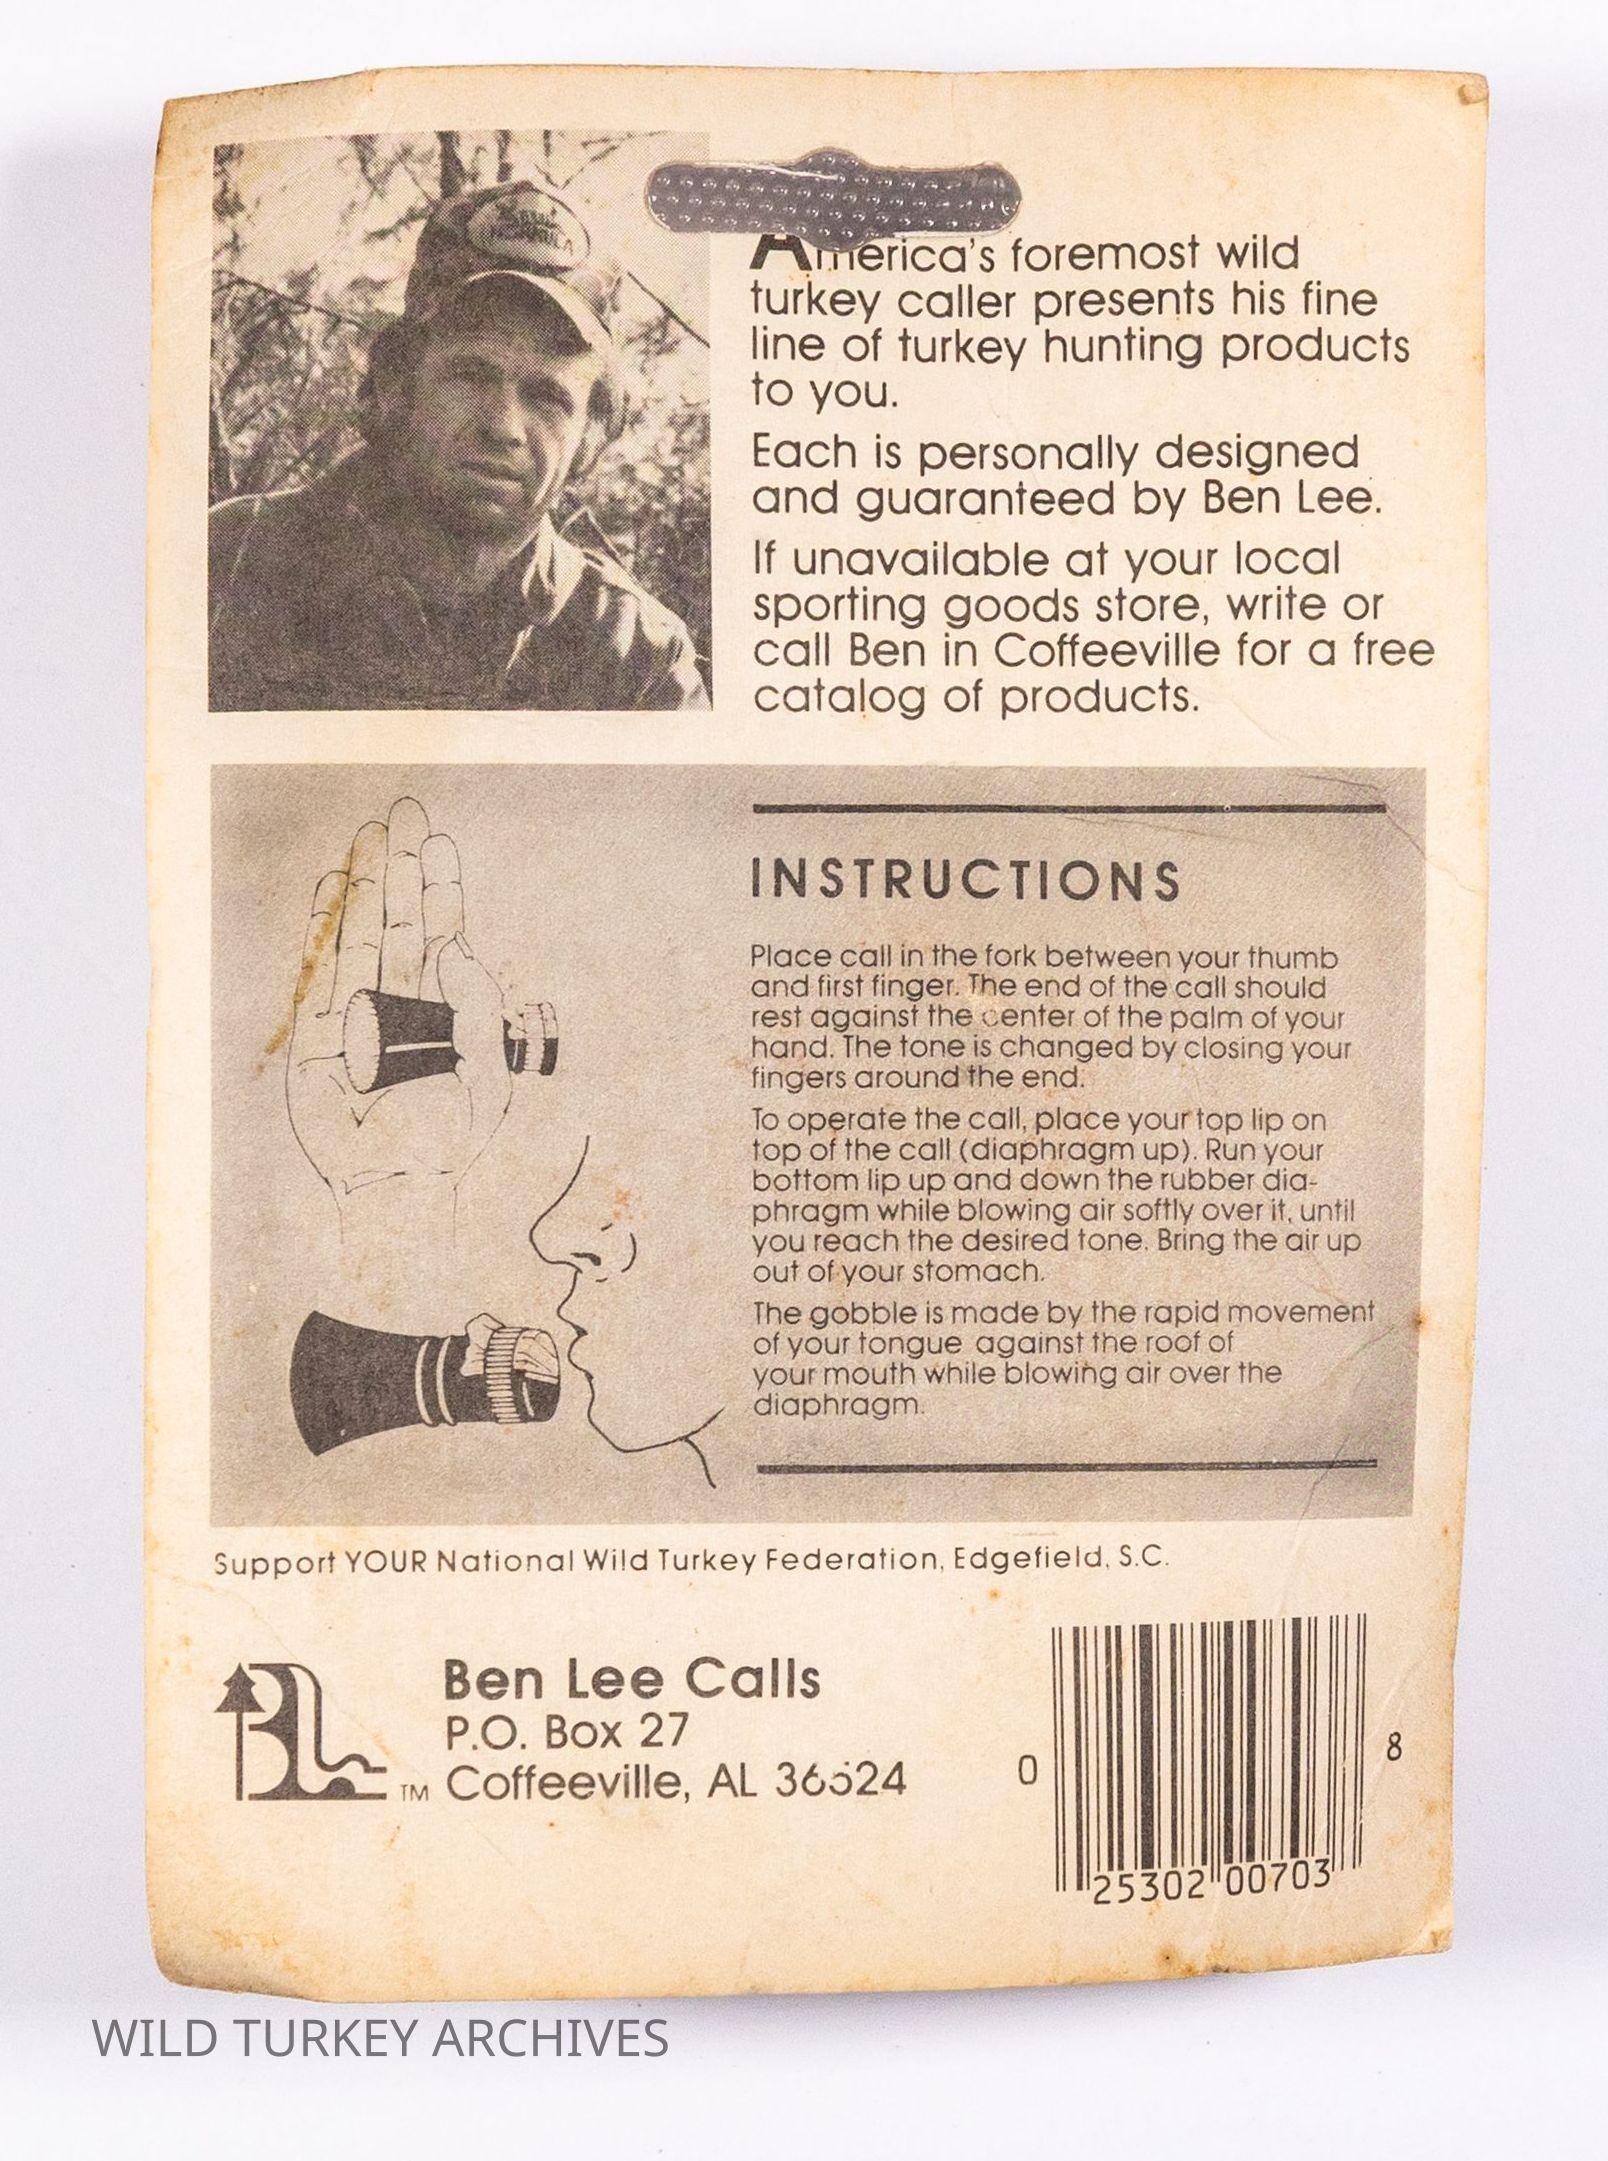 America's foremost wild
turkey caller presents his fine
line of turkey hunting products
to you.
Each is personally designed
and guaranteed by Ben Lee.
If unavailable at your local
sporting goods store, write or
call Ben in Coffeeville for a free
catalog of products.
INSTRUCTIONS
Place call in the fork between your thumb
and first finger. The end of the call should
rest against the center of the palm of your
hand. The tone is changed by closing your
fingers around the end.
To operate the call, place your top lip on
top of the call (diaphragm up). Run your
bottom lip up and down the rubber dia-
phragm while blowing air softly over it, until
you reach the desired tone. Bring the air up
out of your stomach.
The gobble is made by the rapid movement
of your tongue against the roof of
your mouth while blowing air over the
diaphragm.
Support YOUR National Wild Turkey Federation, Edgefield, S.C.
BL TM
Ben Lee Calls
P.O. Box 27
Coffeeville, AL 36524
0 25302 00703 8
WILD TURKEY ARCHIVES